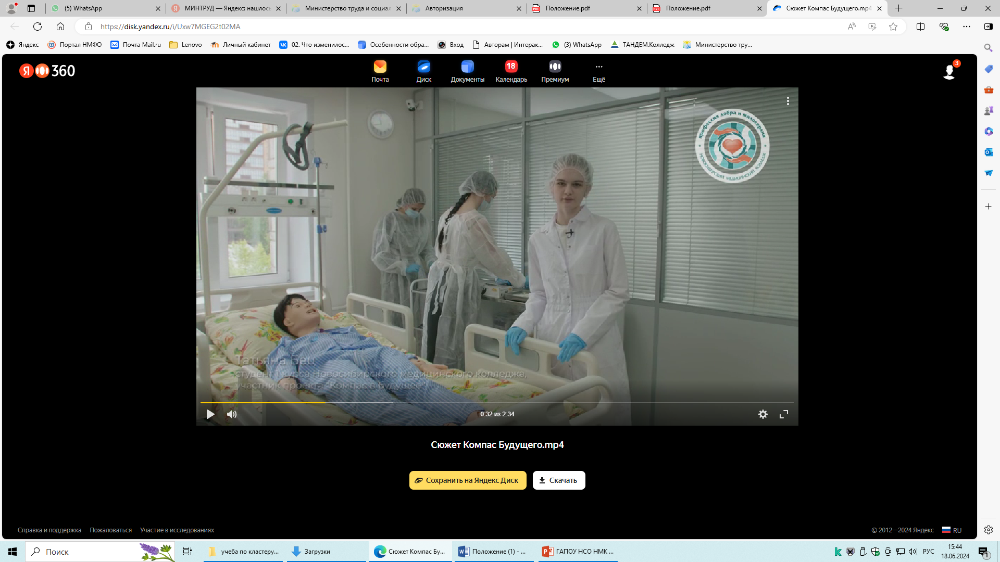 (5) WhatsApp
МИНТРУД — Яндекс: нашлось
Министерство труда и социал
Авторизация
Положение.pdf
Положение.pdf
Сюжет Компас Будущего.mp4
https://disk.yandex.ru/i/Uxw7MGEG2t02MA
Яндекс
Портал НМФО
Почта Mail.ru
Lenovo
Личный кабинет
02. Что изменилос...
Особенности обра...
Вход
Авторам | Интерак...
(3) WhatsApp
ТАНДЕМ.Колледж
Министерство тру...
Я 360
18
3
Почта
Диск
Документы
Календарь
Премиум
Ещё
профессия добра и милосердия
НОВОСИБИРСКИЙ МЕДИЦИНСКИЙ КОЛЛЕДЖ
Татьяна Бец
студент 1 курса Новосибирского медицинского колледжа,
участник проекта "Компас в будущее"
0:32 из 2:34
Сюжет Компас Будущего.mp4
Сохранить на Яндекс Диск
Скачать
Справка и поддержка
Пожаловаться
Участие в исследованиях
© 2012—2024 Яндекс
RU
Поиск
учеба по кластеру...
Загрузки
Сюжет Компас Бу...
Положение (1) - ...
ГАПОУ НСО НМК ...
РУС
15:44
18.06.2024
1